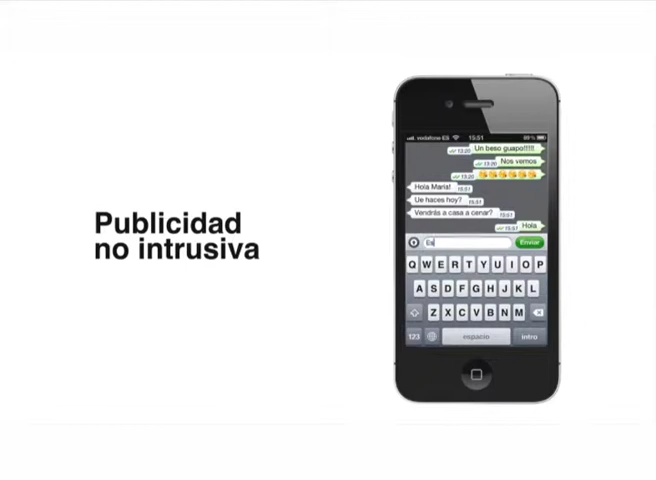 Publicidad
no intrusiva
vodafone ES 15:51 89%
13:20 Un beso guapo!!!!!
13:20 Nos vemos
13:20
Hola Maria! 15:51
Ue haces hoy? 15:51
Vendrás a casa a cenar? 15:51
15:51 Hola
Es Enviar
Q W E R T Y U I O P
A S D F G H J K L
Z X C V B N M
123 espacio intro